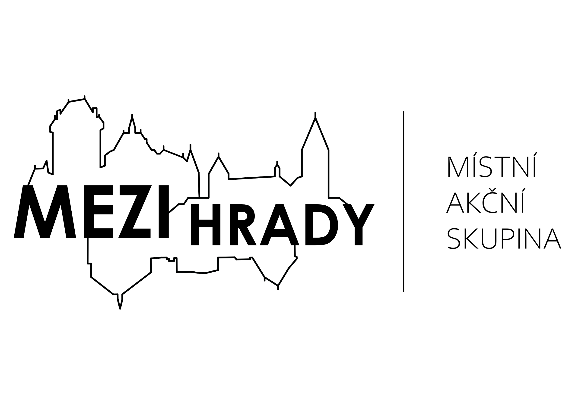 MEZI HRADY
MÍSTNÍ
AKČNÍ
SKUPINA